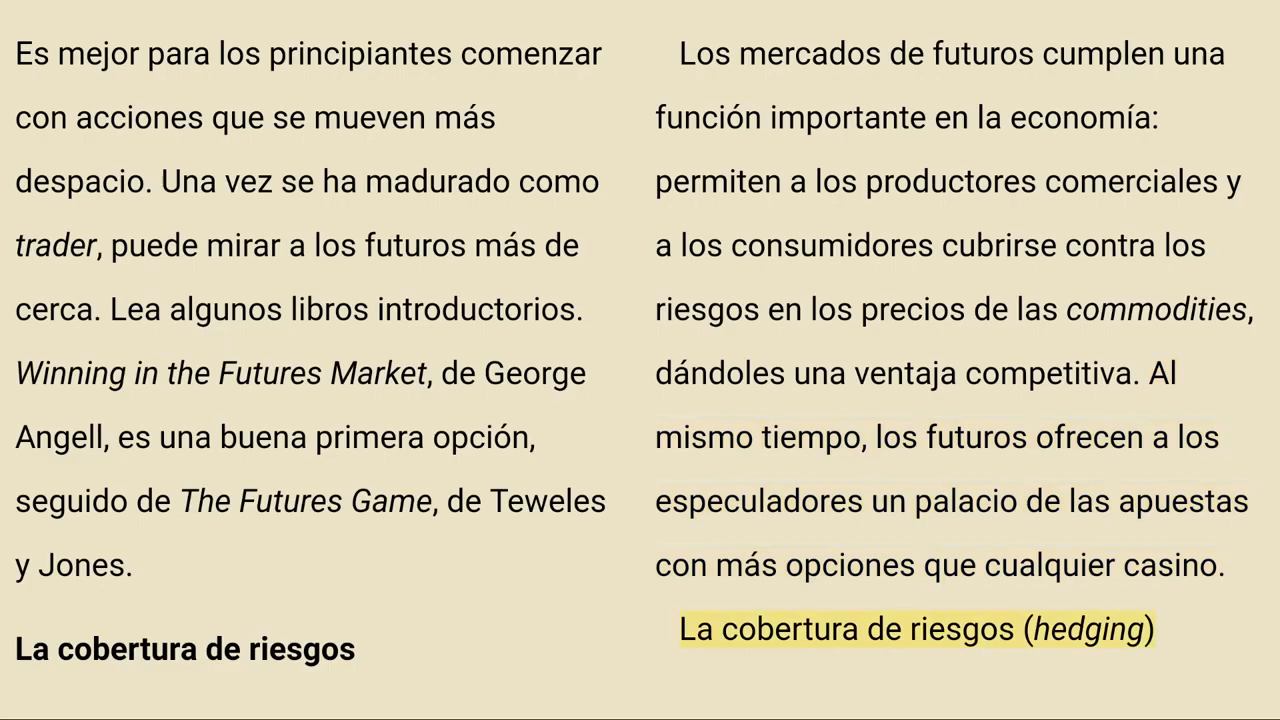 Es mejor para los principiantes comenzar
con acciones que se mueven más
despacio. Una vez se ha madurado como
trader, puede mirar a los futuros más de
cerca. Lea algunos libros introductorios.
Winning in the Futures Market, de George
Angell, es una buena primera opción,
seguido de The Futures Game, de Teweles
y Jones.
La cobertura de riesgos
Los mercados de futuros cumplen una
función importante en la economía:
permiten a los productores comerciales y
a los consumidores cubrirse contra los
riesgos en los precios de las commodities,
dándoles una ventaja competitiva. Al
mismo tiempo, los futuros ofrecen a los
especuladores un palacio de las apuestas
con más opciones que cualquier casino.
La cobertura de riesgos (hedging)